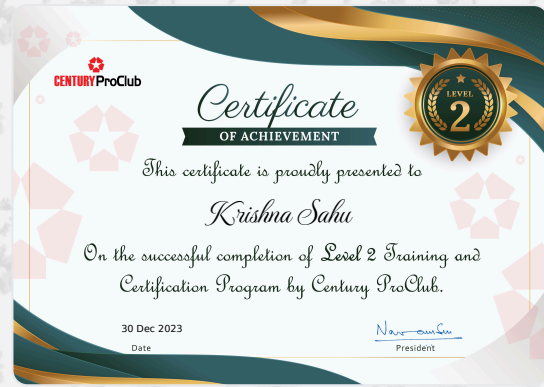 CENTURY ProClub
LEVEL
2
Certificate
OF ACHIEVEMENT
This certificate is proudly presented to
Krishna Sahu
On the successful completion of Level 2 Training and
Certification Program by Century ProClub.
30 Dec 2023
Date
President